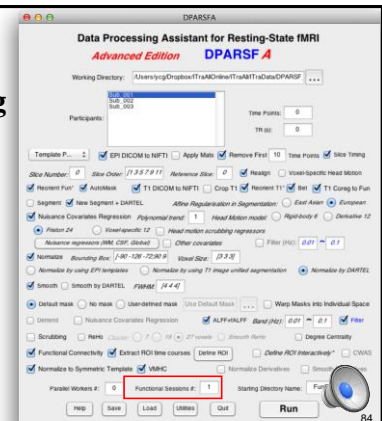 DPARSFA
Data Processing Assistant for Resting-State fMRI
Advanced Edition DPARSF A
g
Working Directory: /Users/ycg/Dropbox/ITraAllOnline/ITraAll/ITraData/DPARSF ...
Participants:
Sub_001
Sub_002
Sub_003
Time Points: 0
TR (s): 0
Template P... EPI DICOM to NIFTI Apply Mats Remove First 10 Time Points Slice Timing
Slice Number: 0 Slice Order: [1 3 5 7 9 11 Reference Slice: 0 Realign Voxel-Specific Head Motion
Reorient Fun* AutoMask T1 DICOM to NIFTI Crop T1 Reorient T1* Bet T1 Coreg to Fun
Segment New Segment + DARTEL Affine Regularisation in Segmentation: East Asian European
Nuisance Covariates Regression Polynomial trend: 1 Head Motion model: Rigid-body 6 Derivative 12
Friston 24 Voxel-specific 12 Head motion scrubbing regressors
Nuisance regressors (WM, CSF, Global) Other covariates Filter (Hz): 0.01 ~ 0.1
Normalize Bounding Box: [-90 -126 -72;90 9 Voxel Size: [3 3 3]
Normalize by using EPI templates Normalize by using T1 image unified segmentation Normalize by DARTEL
Smooth Smooth by DARTEL FWHM: [4 4 4]
Default mask No mask User-defined mask Use Default Mask ... Warp Masks into Individual Space
Detrend Nuisance Covariates Regression ALFF+fALFF Band (Hz): 0.01 ~ 0.1 Filter
Scrubbing ReHo Cluster: 7 19 27 voxels Smooth ReHo Degree Centrality
Functional Connectivity Extract ROI time courses Define ROI Define ROI Interactively* CWAS
Normalize to Symmetric Template VMHC Normalize Derivatives Smooth
Parallel Workers #: 0 Functional Sessions #: 1 Starting Directory Name:
Help Save Load Utilities Quit Run
84